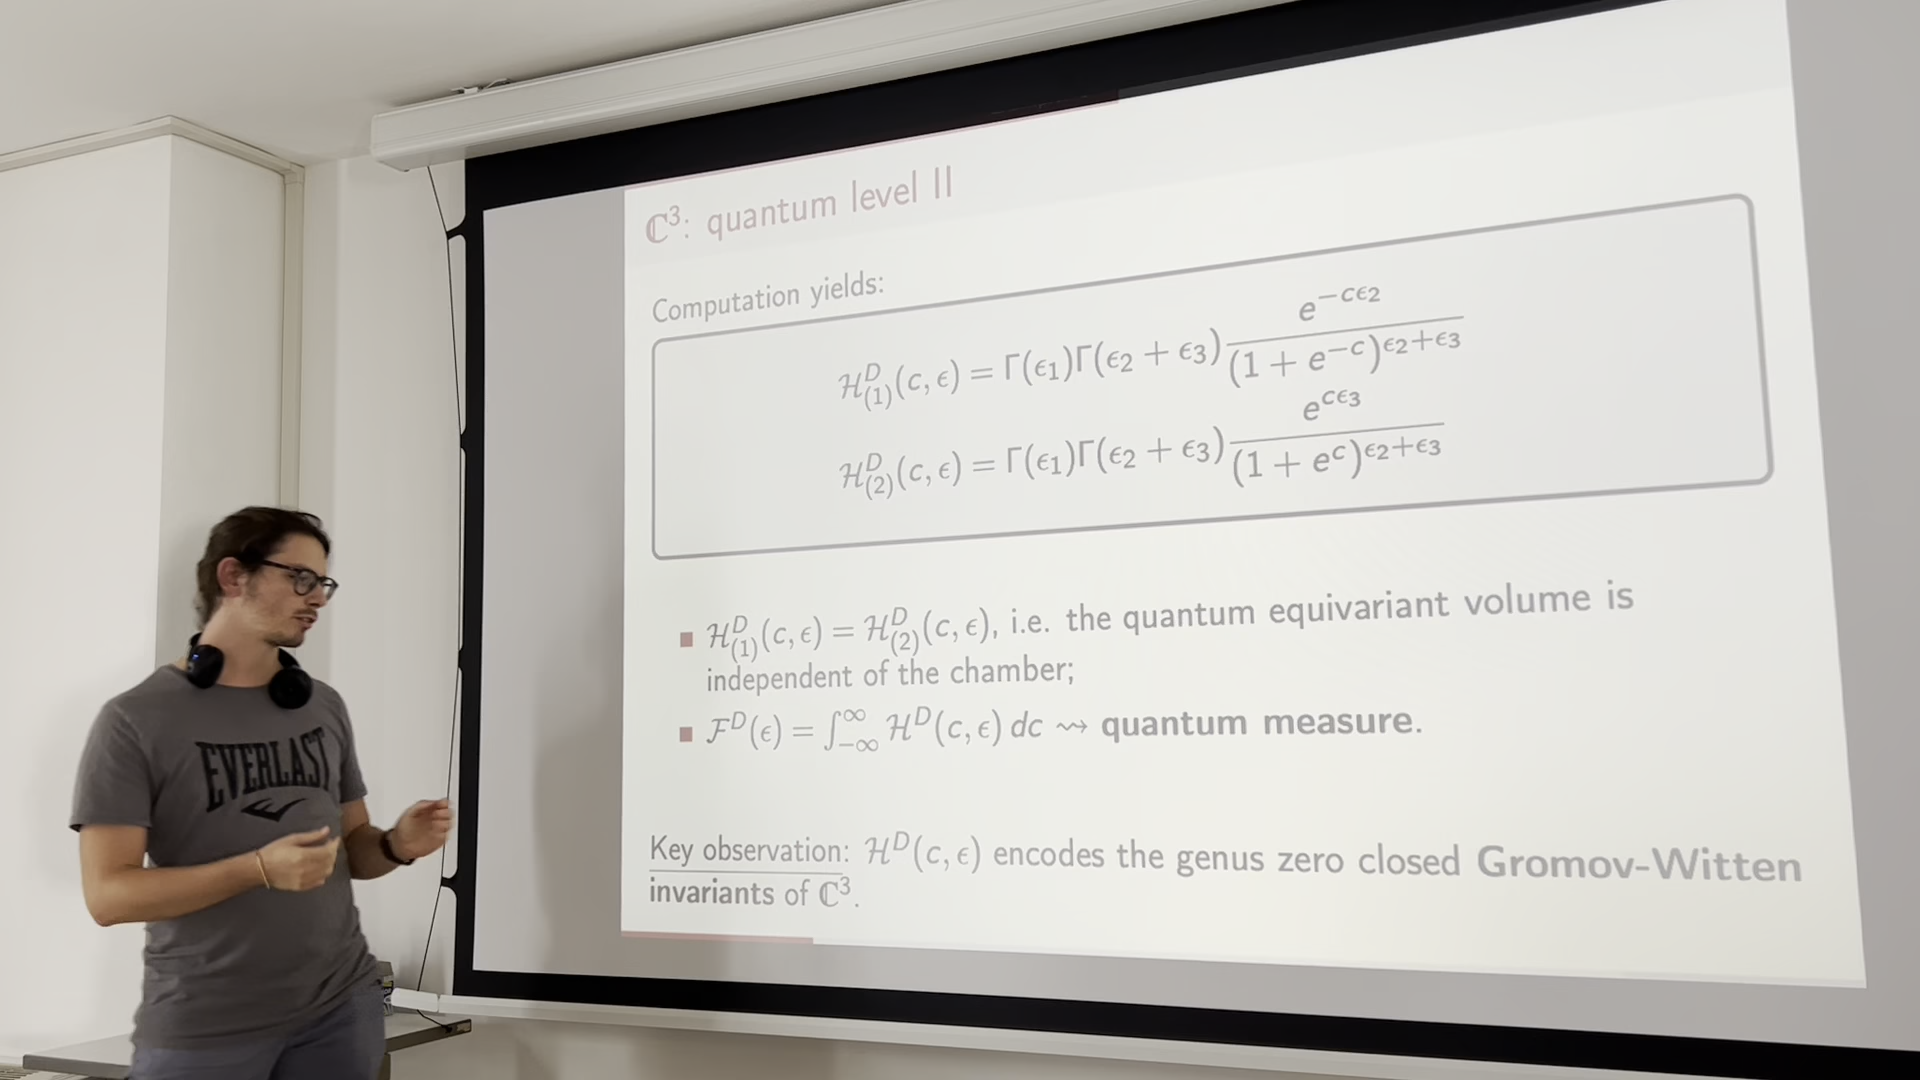 ℂ³: quantum level II
Computation yields:
ℋ^D_(1)(c, ϵ) = Γ(ϵ₁)Γ(ϵ₂ + ϵ₃) e^{−cϵ₂} / (1 + e^{−c})^{ϵ₂+ϵ₃}
ℋ^D_(2)(c, ϵ) = Γ(ϵ₁)Γ(ϵ₂ + ϵ₃) e^{cϵ₃} / (1 + e^c)^{ϵ₂+ϵ₃}
ℋ^D_(1)(c, ϵ) = ℋ^D_(2)(c, ϵ), i.e. the quantum equivariant volume is
independent of the chamber;
ℱ^D(ϵ) = ∫_{−∞}^{∞} ℋ^D(c, ϵ) dc ⇝ quantum measure.
Key observation: ℋ^D(c, ϵ) encodes the genus zero closed Gromov-Witten
invariants of ℂ³.
EVERLAST